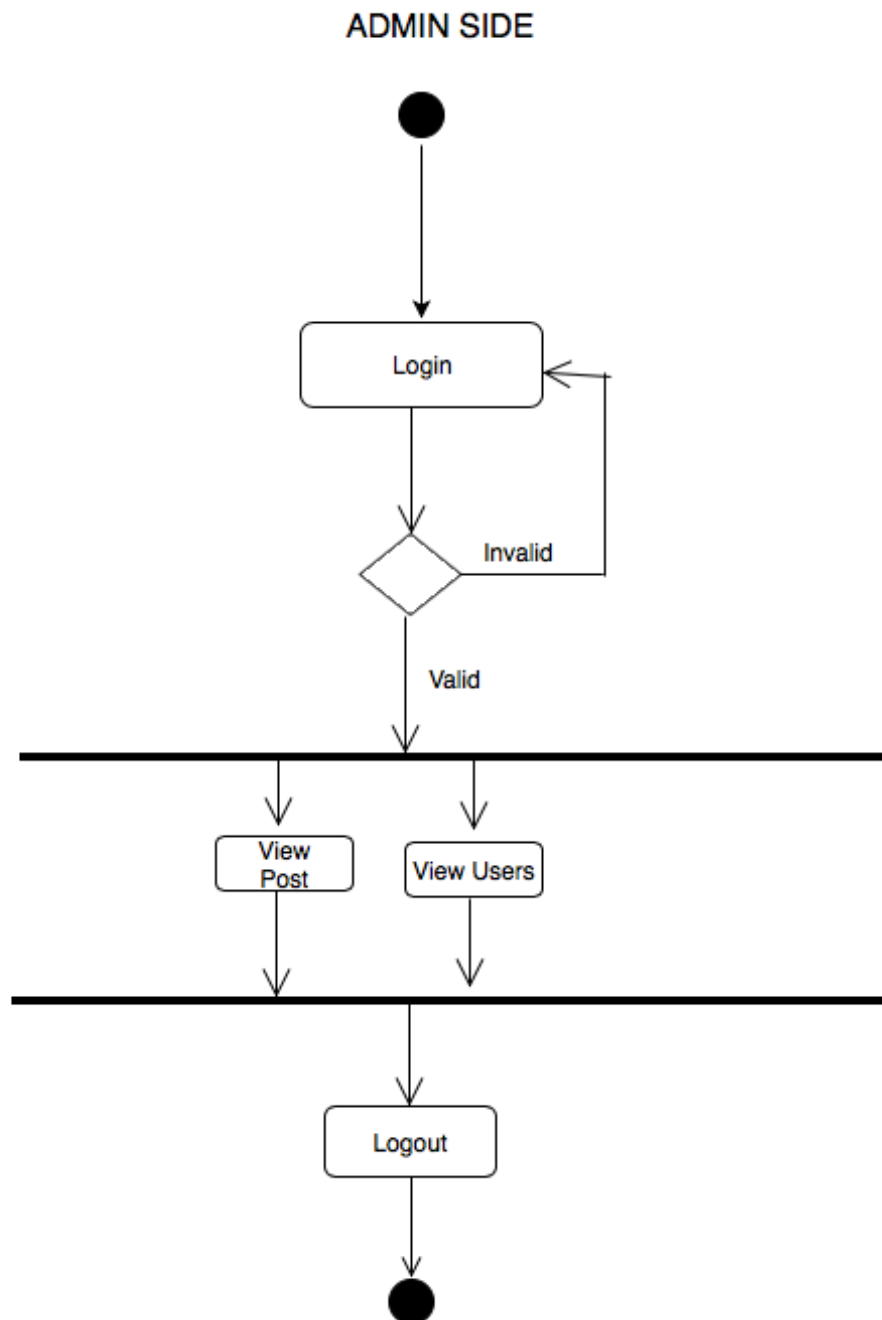 ADMIN SIDE
Login
Invalid
Valid
View
Post
View Users
Logout